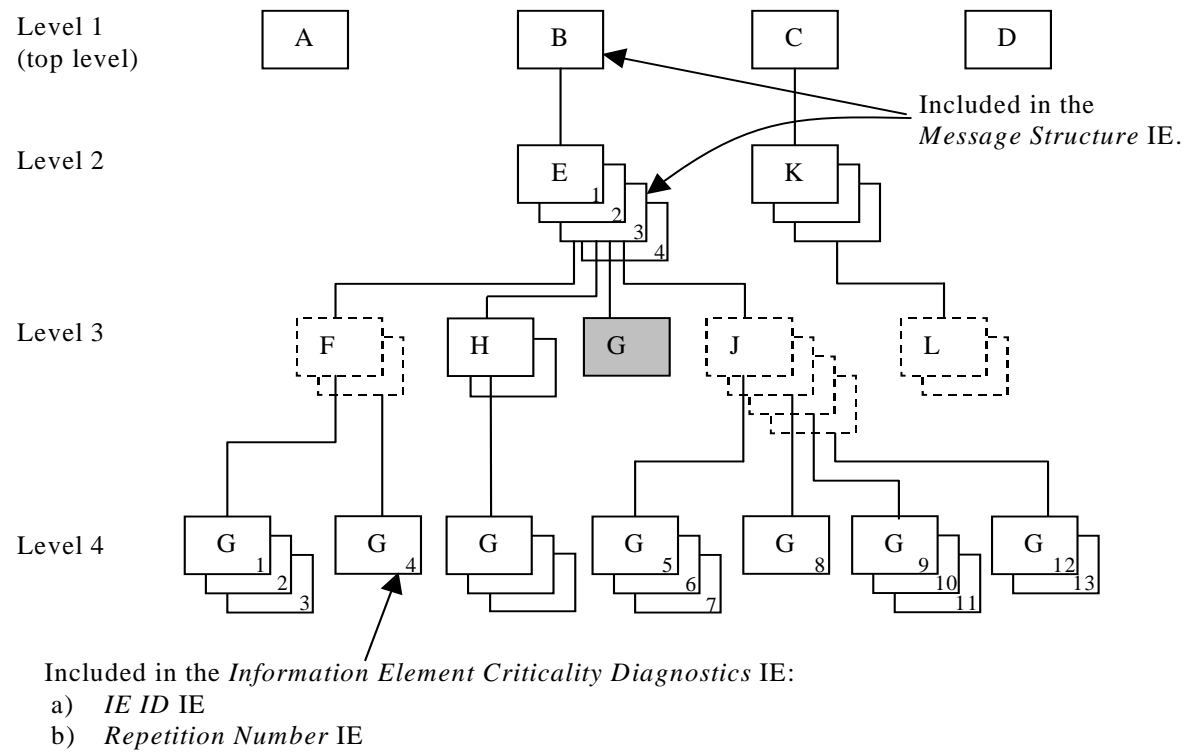 Level 1
(top level)
A
B
C
D
Included in the
Message Structure IE.
Level 2
E
1
2
3
4
K
Level 3
F
H
G
J
L
Level 4
G
1
2
3
G
4
G
G
5
6
7
G
8
G
9
10
11
G
12
13
Included in the Information Element Criticality Diagnostics IE:
a) IE ID IE
b) Repetition Number IE